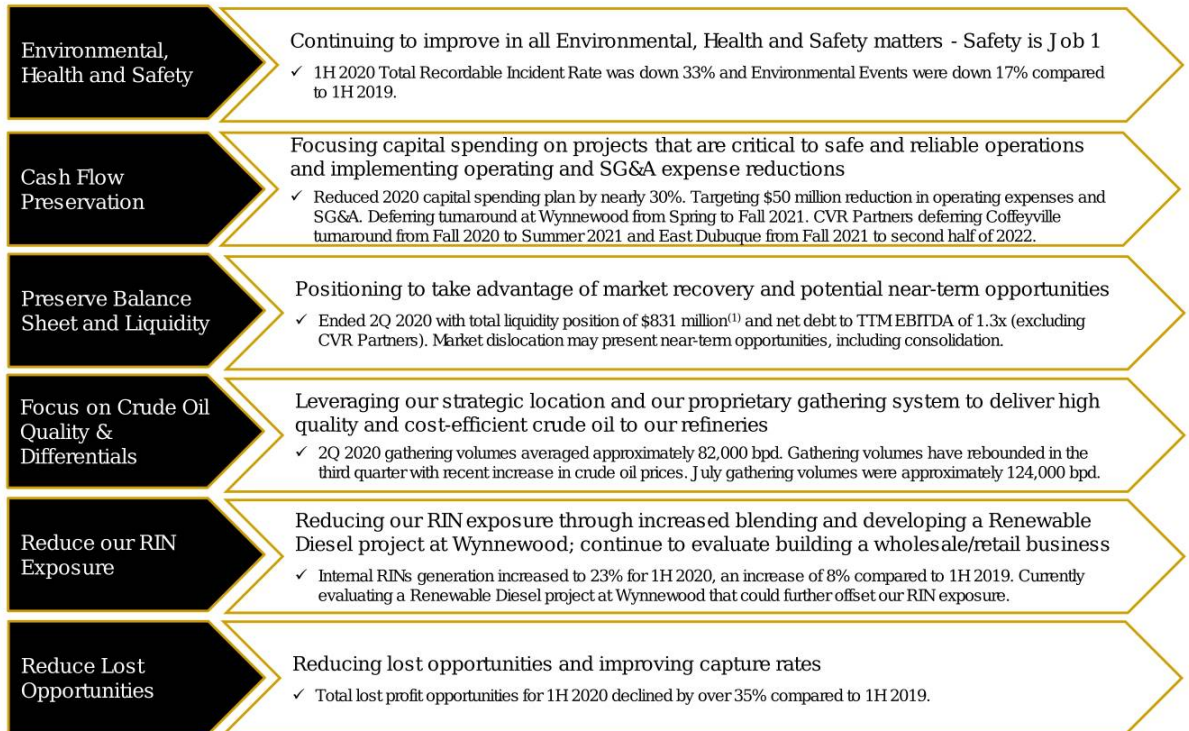 Environmental,
Health and Safety
Continuing to improve in all Environmental, Health and Safety matters - Safety is Job 1
✓ 1H 2020 Total Recordable Incident Rate was down 33% and Environmental Events were down 17% compared
to 1H 2019.
Cash Flow
Preservation
Focusing capital spending on projects that are critical to safe and reliable operations
and implementing operating and SG&A expense reductions
✓ Reduced 2020 capital spending plan by nearly 30%. Targeting $50 million reduction in operating expenses and
SG&A. Deferring turnaround at Wynnewood from Spring to Fall 2021. CVR Partners deferring Coffeyville
turnaround from Fall 2020 to Summer 2021 and East Dubuque from Fall 2021 to second half of 2022.
Preserve Balance
Sheet and Liquidity
Positioning to take advantage of market recovery and potential near-term opportunities
✓ Ended 2Q 2020 with total liquidity position of $831 million(1) and net debt to TTM EBITDA of 1.3x (excluding
CVR Partners). Market dislocation may present near-term opportunities, including consolidation.
Focus on Crude Oil
Quality &
Differentials
Leveraging our strategic location and our proprietary gathering system to deliver high
quality and cost-efficient crude oil to our refineries
✓ 2Q 2020 gathering volumes averaged approximately 82,000 bpd. Gathering volumes have rebounded in the
third quarter with recent increase in crude oil prices. July gathering volumes were approximately 124,000 bpd.
Reduce our RIN
Exposure
Reducing our RIN exposure through increased blending and developing a Renewable
Diesel project at Wynnewood; continue to evaluate building a wholesale/retail business
✓ Internal RINs generation increased to 23% for 1H 2020, an increase of 8% compared to 1H 2019. Currently
evaluating a Renewable Diesel project at Wynnewood that could further offset our RIN exposure.
Reduce Lost
Opportunities
Reducing lost opportunities and improving capture rates
✓ Total lost profit opportunities for 1H 2020 declined by over 35% compared to 1H 2019.